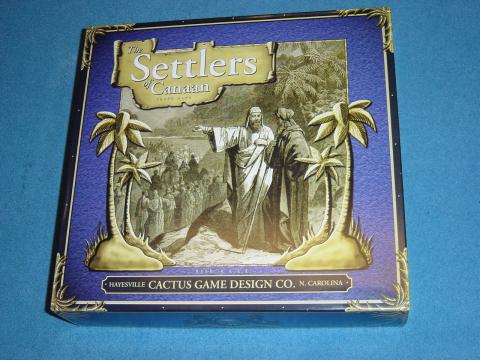 The
Settlers
of Canaan
HAYESVILLE CACTUS GAME DESIGN CO. N. CAROLINA